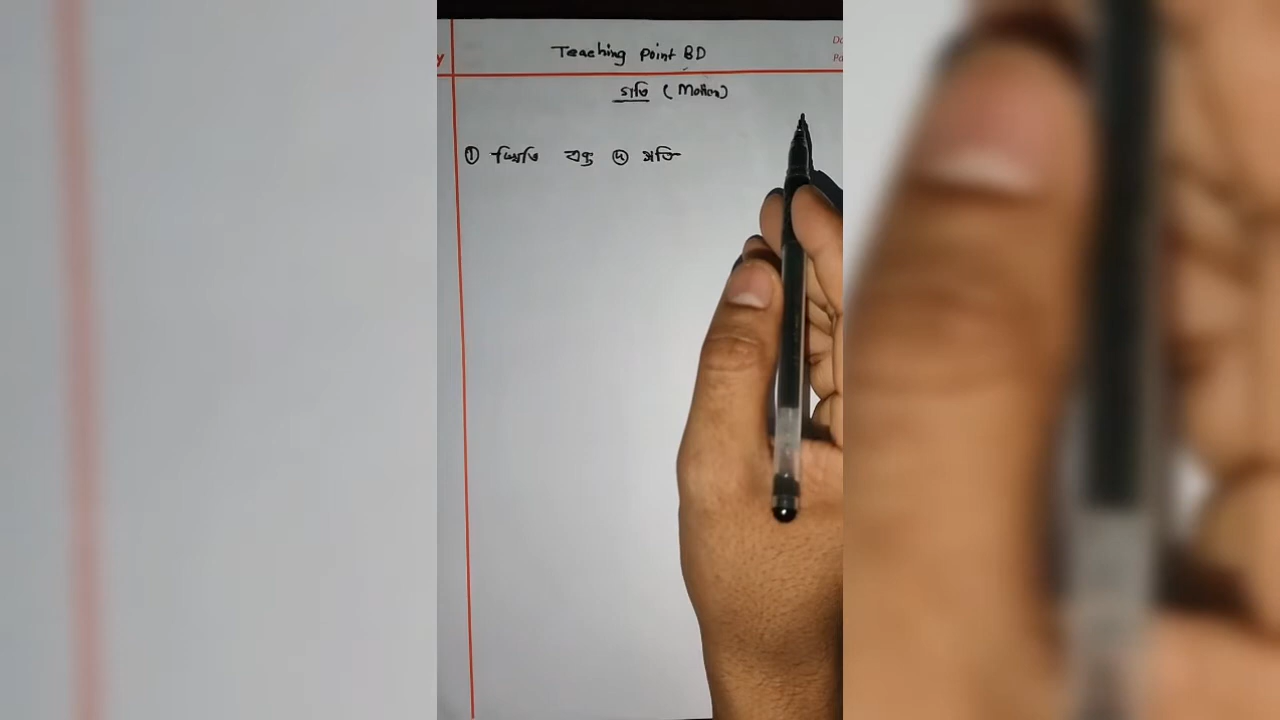 Teaching Point BD
গতি (Motion)
① স্থিতি বস্তু ② গতি